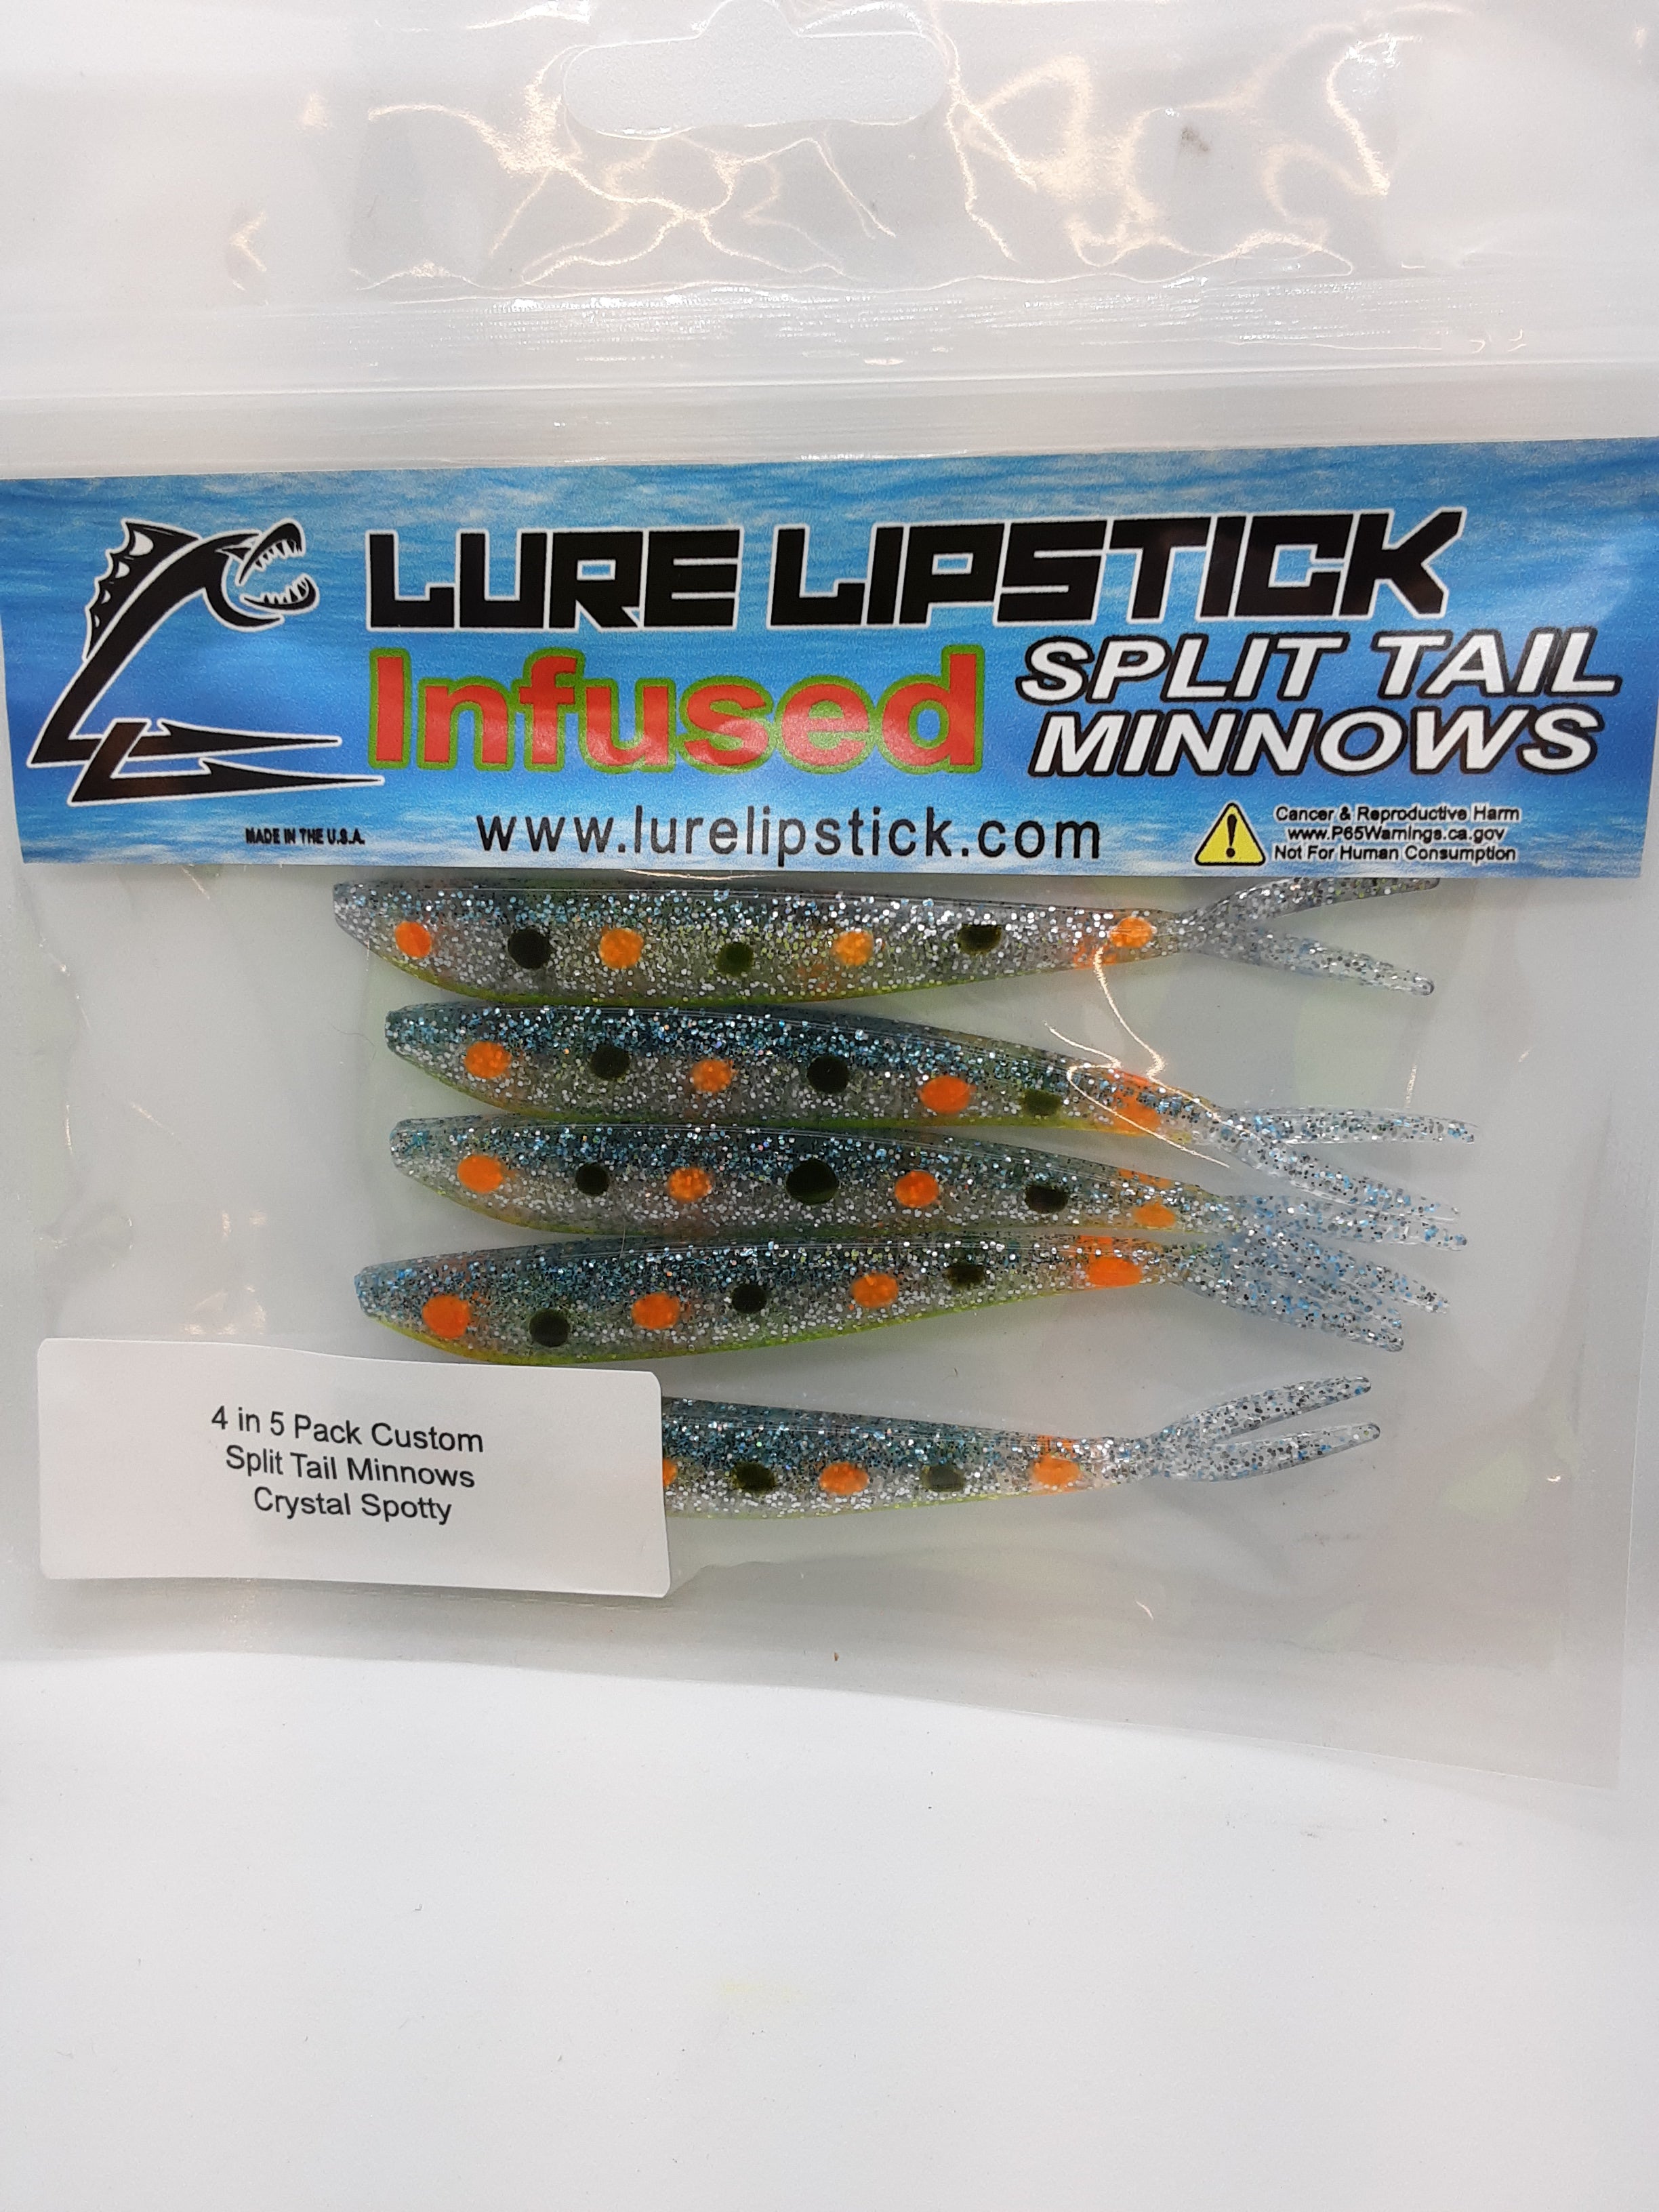 LURE LIPSTICK
Infused
SPLIT TAIL
MINNOWS
MADE IN THE U.S.A.
www.lurelipstick.com
Cancer & Reproductive Harm
www.P65Warnings.ca.gov
Not For Human Consumption
4 in 5 Pack Custom
Split Tail Minnows
Crystal Spotty